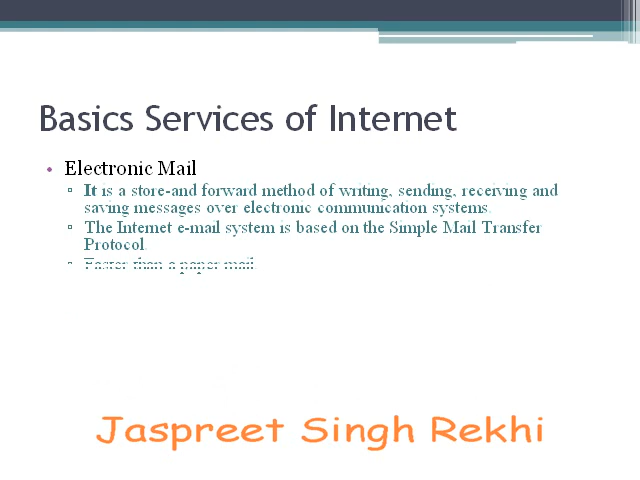 Basics Services of Internet
• Electronic Mail
▫ It is a store-and forward method of writing, sending, receiving and
saving messages over electronic communication systems.
▫ The Internet e-mail system is based on the Simple Mail Transfer
Protocol.
▫ Faster than a paper mail.
Jaspreet Singh Rekhi